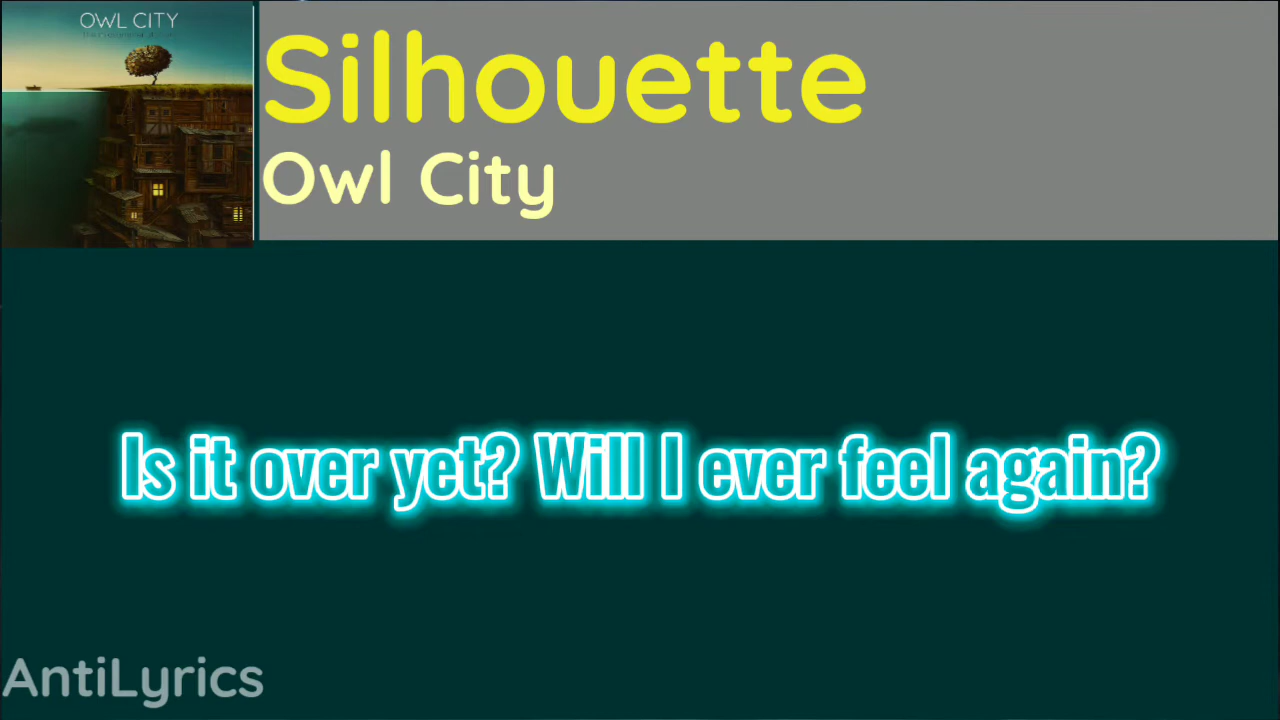 OWL CITY
Silhouette
Owl City
Is it over yet? Will I ever feel again?
AntiLyrics